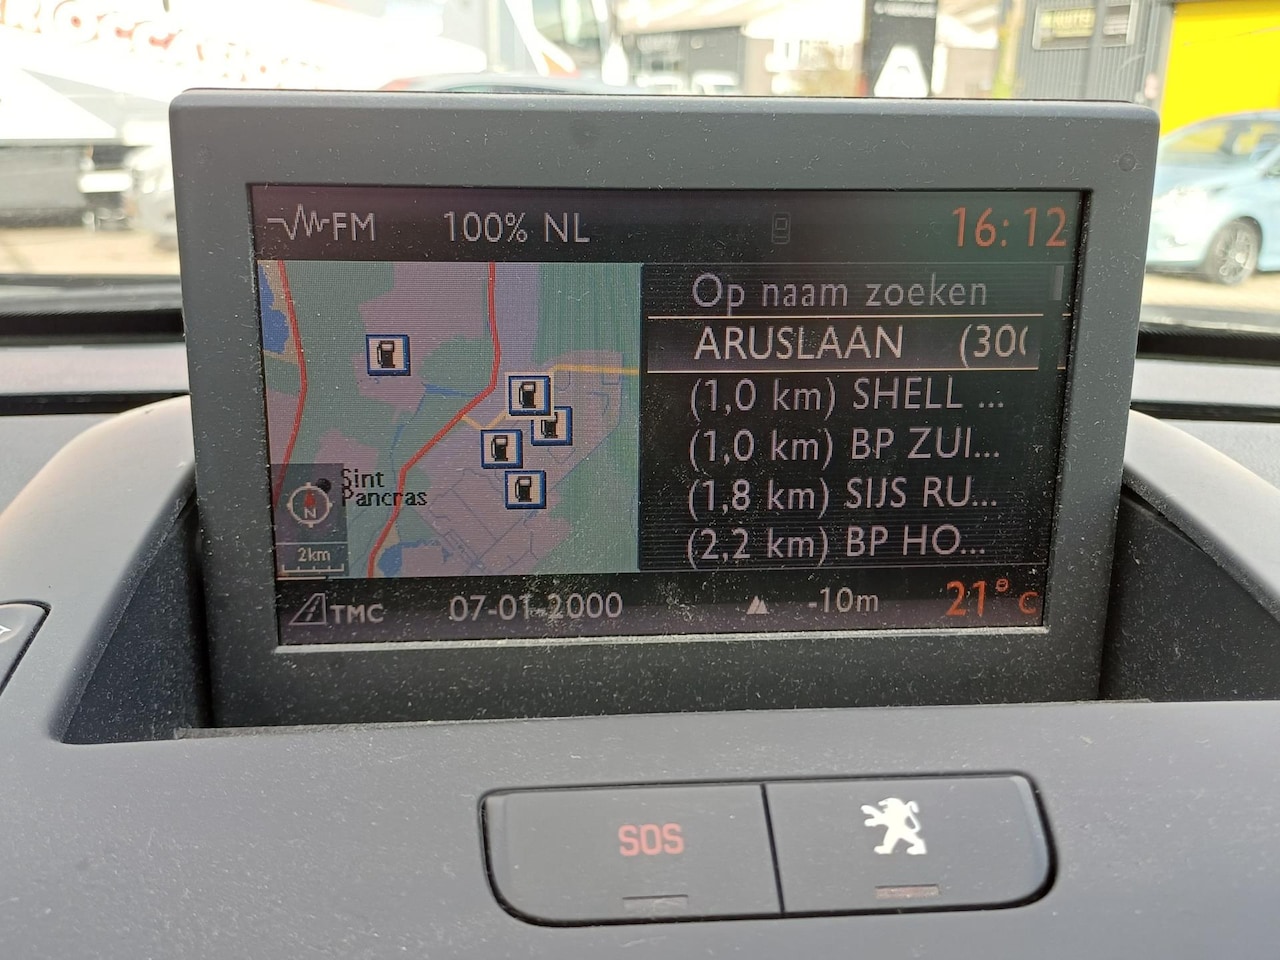 FM 100% NL 16:12
Op naam zoeken
ARUSLAAN (300
(1,0 km) SHELL ...
(1,0 km) BP ZUI...
(1,8 km) SIJS RU...
(2,2 km) BP HO...
Sint
Pancras
N
2km
TMC 07-01-2000 -10m 21°C
SOS